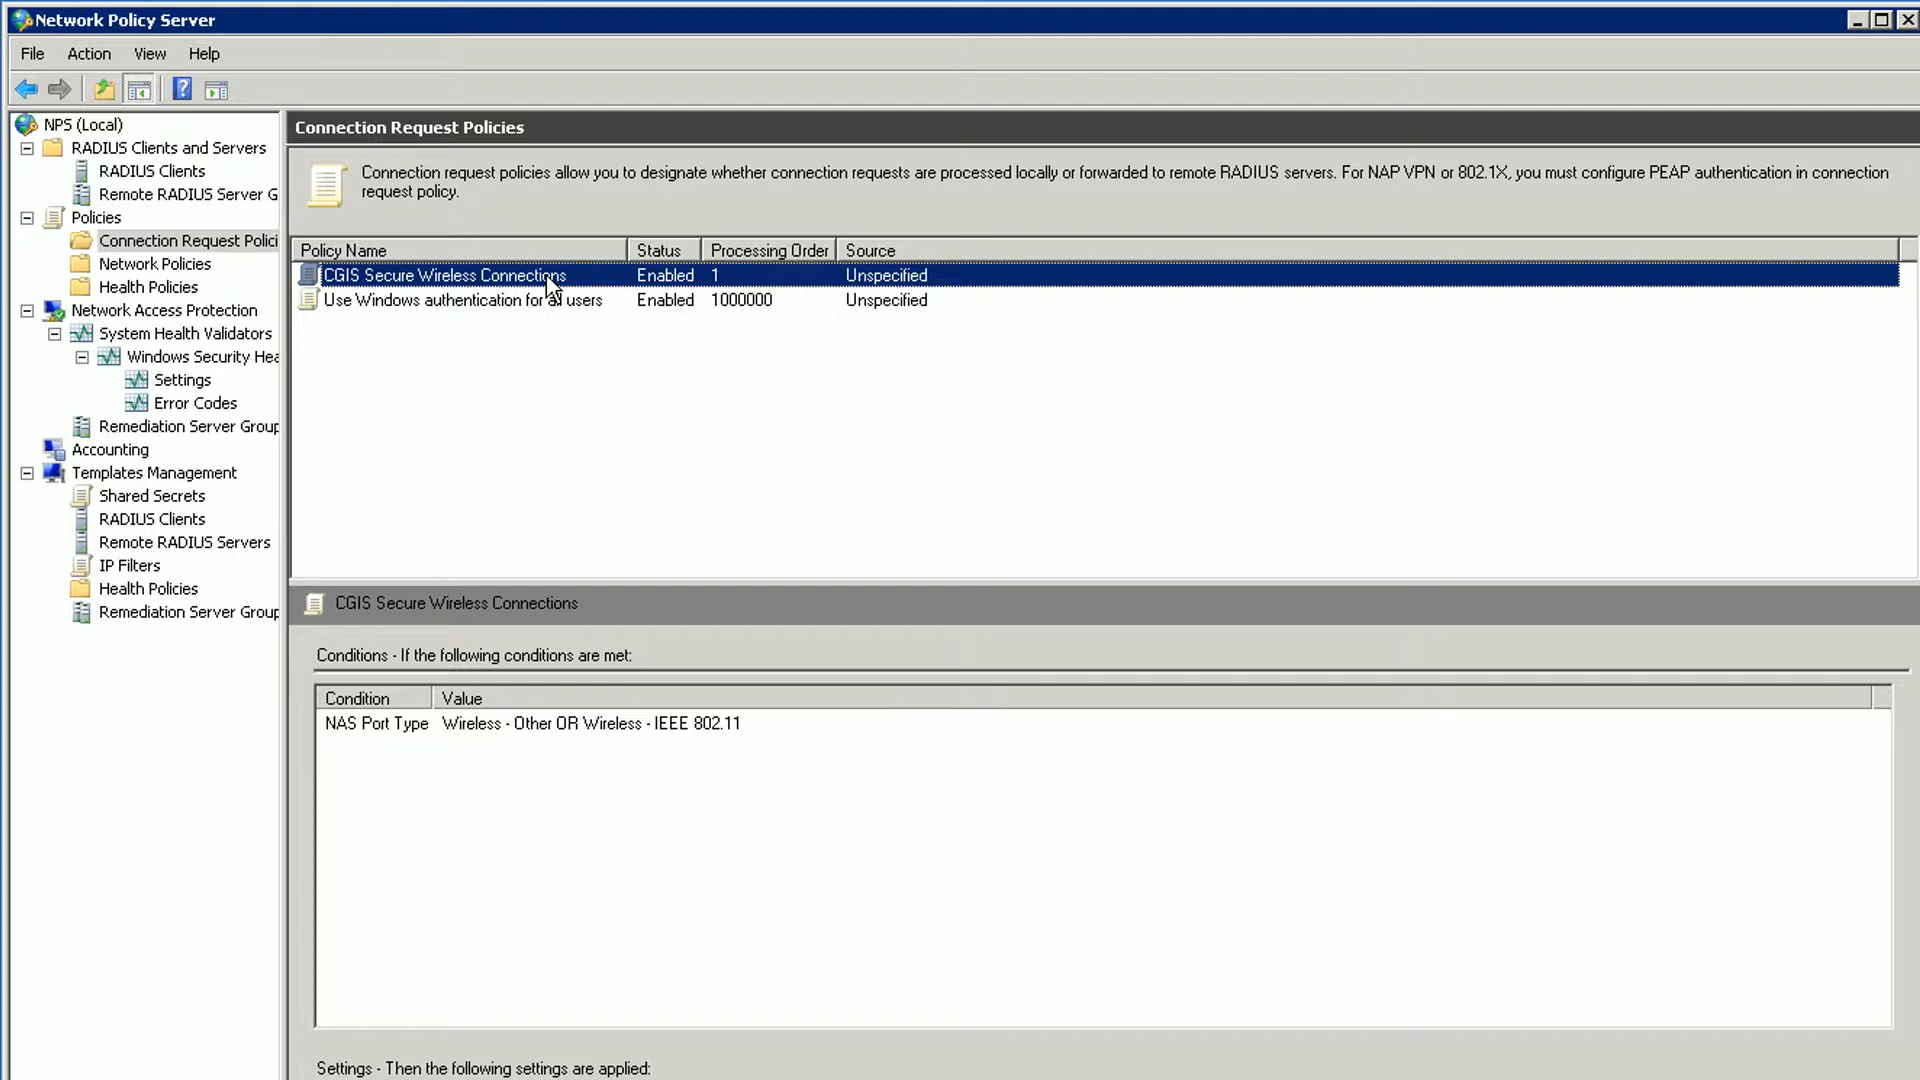 Network Policy Server
File Action View Help
NPS (Local)
RADIUS Clients and Servers
RADIUS Clients
Remote RADIUS Server G
Policies
Connection Request Polici
Network Policies
Health Policies
Network Access Protection
System Health Validators
Windows Security Hea
Settings
Error Codes
Remediation Server Group
Accounting
Templates Management
Shared Secrets
RADIUS Clients
Remote RADIUS Servers
IP Filters
Health Policies
Remediation Server Group
Connection Request Policies
Connection request policies allow you to designate whether connection requests are processed locally or forwarded to remote RADIUS servers. For NAP VPN or 802.1X, you must configure PEAP authentication in connection
request policy.
Policy Name Status Processing Order Source
CGIS Secure Wireless Connections Enabled 1 Unspecified
Use Windows authentication for all users Enabled 1000000 Unspecified
CGIS Secure Wireless Connections
Conditions - If the following conditions are met:
Condition Value
NAS Port Type Wireless - Other OR Wireless - IEEE 802.11
Settings - Then the following settings are applied: